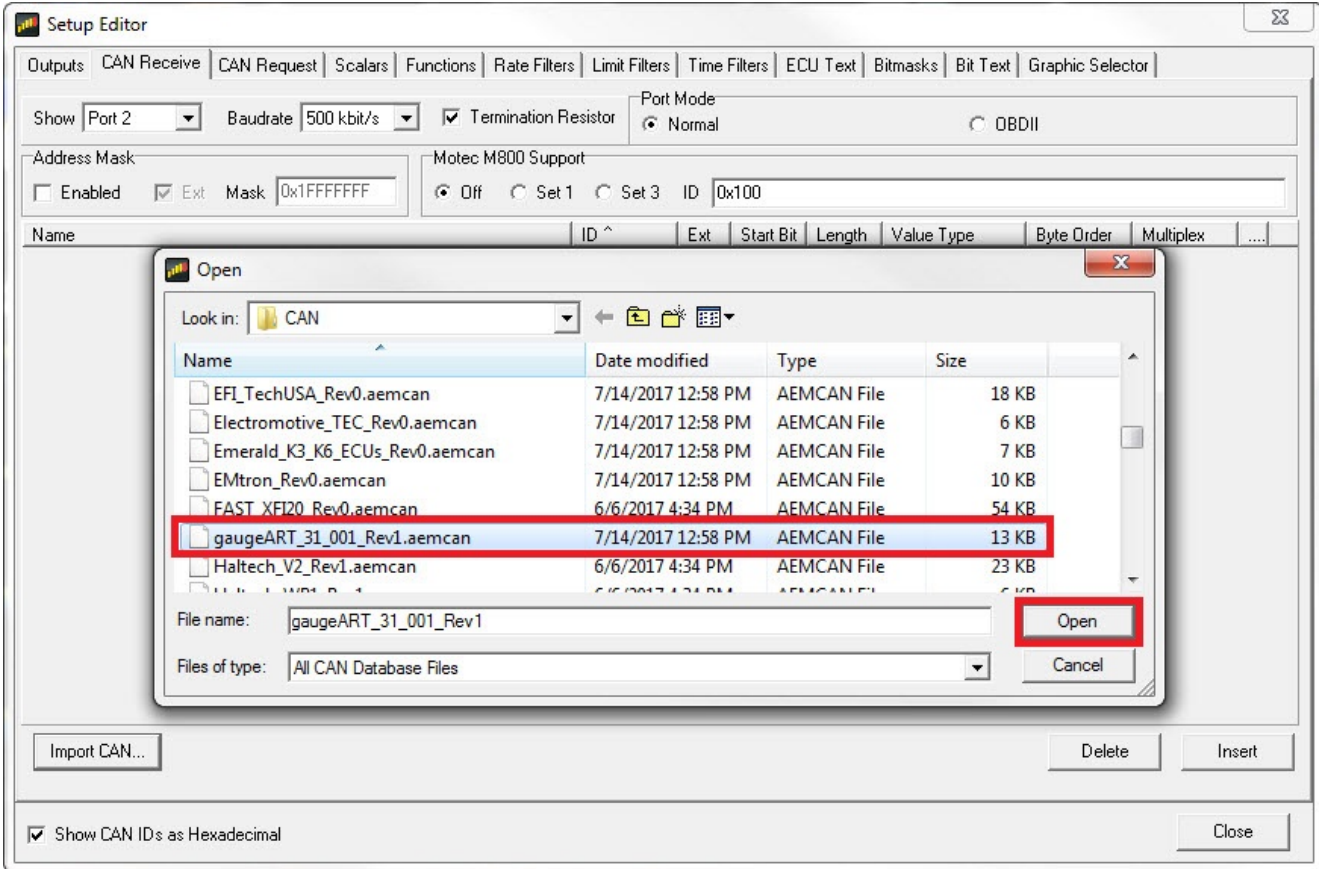 Setup Editor
Outputs CAN Receive CAN Request Scalars Functions Rate Filters Limit Filters Time Filters ECU Text Bitmasks Bit Text Graphic Selector
Port Mode
Show Port 2 Baudrate 500 kbit/s Termination Resistor Normal OBDII
Address Mask Motec M800 Support
Enabled Ext Mask 0x1FFFFFFF Off Set 1 Set 3 ID 0x100
Name ID ^ Ext Start Bit Length Value Type Byte Order Multiplex ....
Open
Look in: CAN
Name Date modified Type Size
EFI_TechUSA_Rev0.aemcan 7/14/2017 12:58 PM AEMCAN File 18 KB
Electromotive_TEC_Rev0.aemcan 7/14/2017 12:58 PM AEMCAN File 6 KB
Emerald_K3_K6_ECUs_Rev0.aemcan 7/14/2017 12:58 PM AEMCAN File 7 KB
EMtron_Rev0.aemcan 7/14/2017 12:58 PM AEMCAN File 10 KB
FAST_XFI20_Rev0.aemcan 6/6/2017 4:34 PM AEMCAN File 54 KB
gaugeART_31_001_Rev1.aemcan 7/14/2017 12:58 PM AEMCAN File 13 KB
Haltech_V2_Rev1.aemcan 6/6/2017 4:34 PM AEMCAN File 23 KB
File name: gaugeART_31_001_Rev1 Open
Files of type: All CAN Database Files Cancel
Import CAN... Delete Insert
Show CAN IDs as Hexadecimal Close